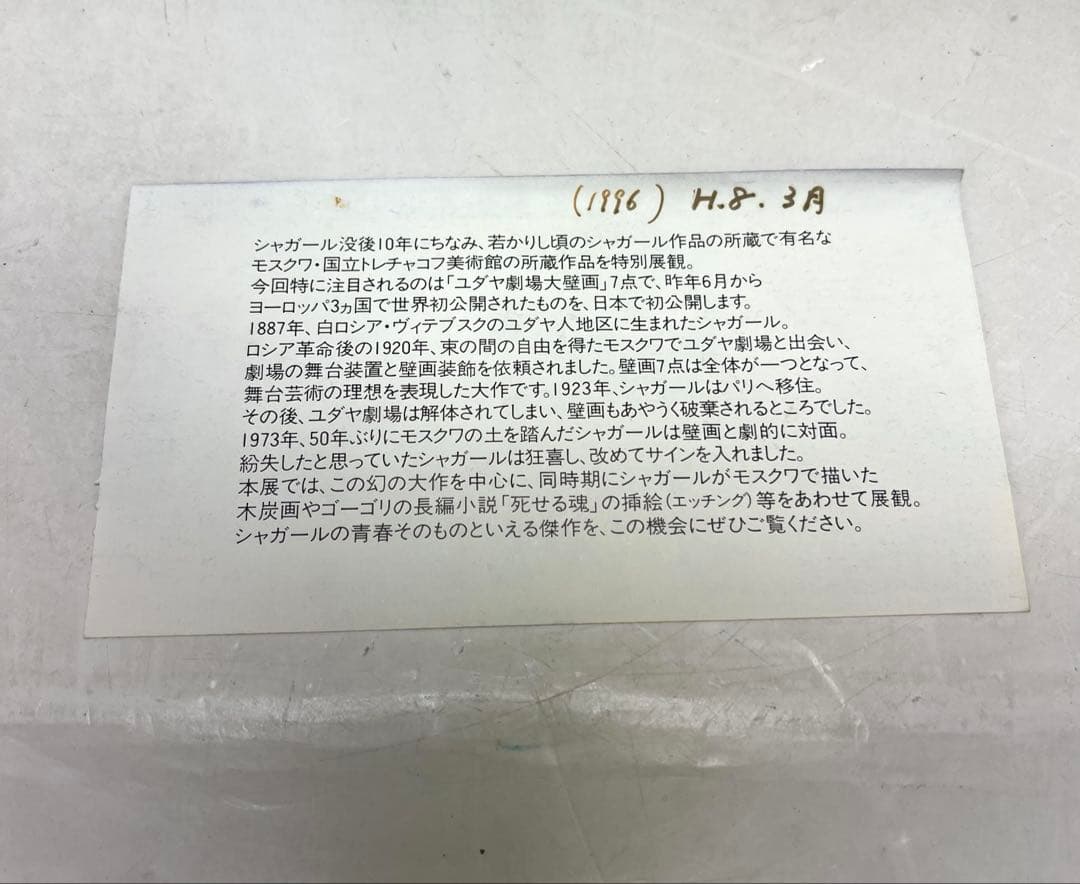 (1996) H.8.3月
シャガール没後10年にちなみ、若かりし頃のシャガール作品の所蔵で有名な
モスクワ・国立トレチャコフ美術館の所蔵作品を特別展観。
今回特に注目されるのは「ユダヤ劇場大壁画」7点で、昨年6月から
ヨーロッパ3ヵ国で世界初公開されたものを、日本で初公開します。
1887年、白ロシア・ヴィテブスクのユダヤ人地区に生まれたシャガール。
ロシア革命後の1920年、束の間の自由を得たモスクワでユダヤ劇場と出会い、
劇場の舞台装置と壁画装飾を依頼されました。壁画7点は全体が一つとなって、
舞台芸術の理想を表現した大作です。1923年、シャガールはパリへ移住。
その後、ユダヤ劇場は解体されてしまい、壁画もあやうく破棄されるところでした。
1973年、50年ぶりにモスクワの土を踏んだシャガールは壁画と劇的に対面。
紛失したと思っていたシャガールは狂喜し、改めてサインを入れました。
本展では、この幻の大作を中心に、同時期にシャガールがモスクワで描いた
木炭画やゴーゴリの長編小説「死せる魂」の挿絵(エッチング)等をあわせて展観。
シャガールの青春そのものといえる傑作を、この機会にぜひご覧ください。